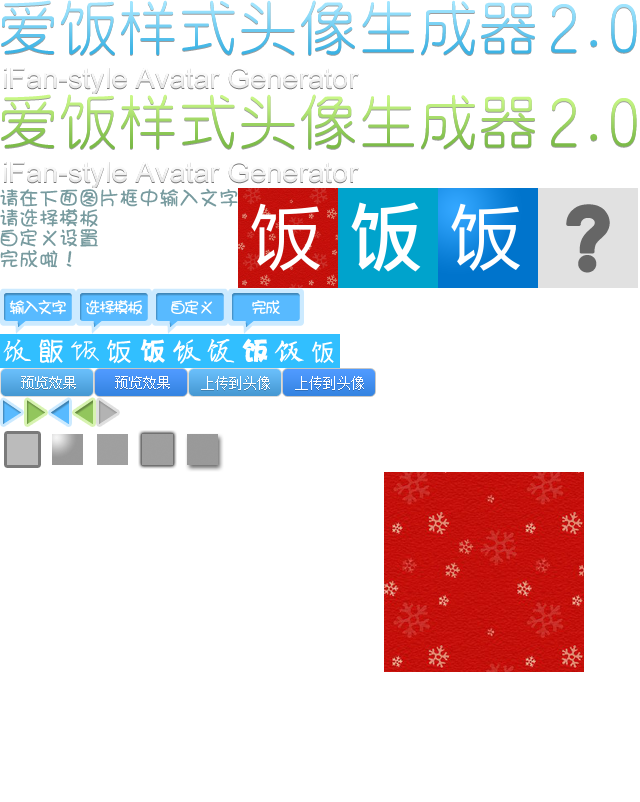 爱饭样式头像生成器2.0
iFan-style Avatar Generator
爱饭样式头像生成器2.0
iFan-style Avatar Generator
请在下面图片框中输入文字
请选择模板
自定义设置
完成啦！
饭 饭 饭 ?
输入文字 选择模板 自定义 完成
饭 飯 饭 饭 饭 饭 饭 饭 饭 饭
预览效果 预览效果 上传到头像 上传到头像